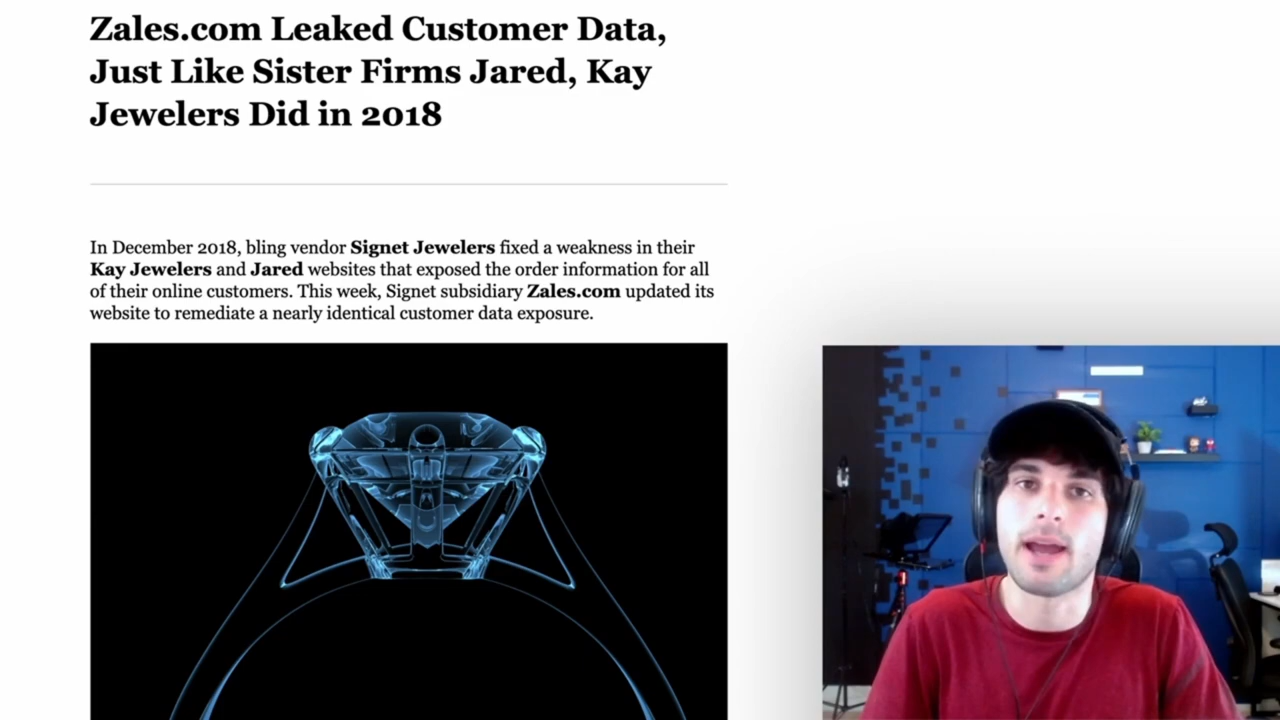 Zales.com Leaked Customer Data,
Just Like Sister Firms Jared, Kay
Jewelers Did in 2018
In December 2018, bling vendor Signet Jewelers fixed a weakness in their
Kay Jewelers and Jared websites that exposed the order information for all
of their online customers. This week, Signet subsidiary Zales.com updated its
website to remediate a nearly identical customer data exposure.